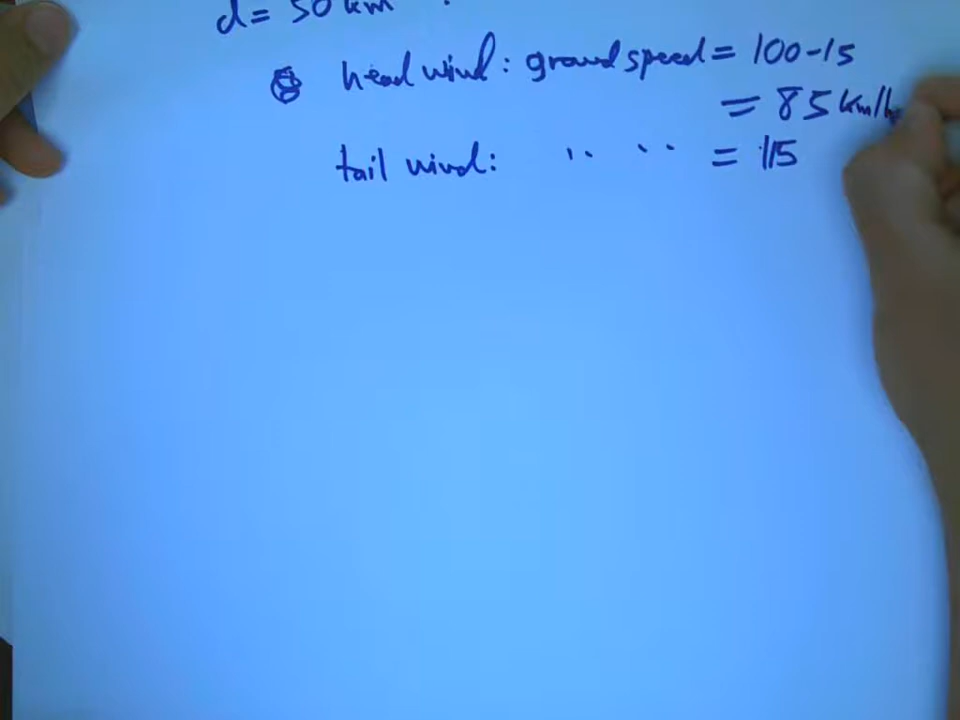 d = 50 km
head wind: ground speed = 100-15
= 85 km/h
tail wind: " " = 115